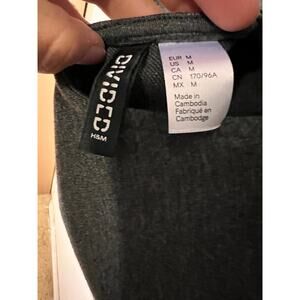 DIVIDED
H&M
EUR M
US M
CA M
CN 170/96A
MX M
Made in
Cambodia
Fabriqué en
Cambodge